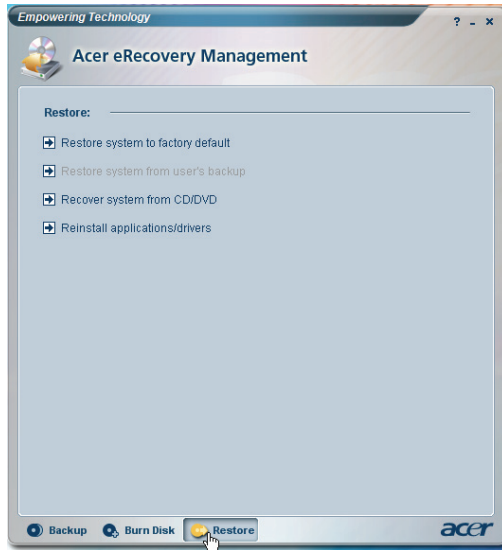 Empowering Technology
? - ×
Acer eRecovery Management
Restore:
Restore system to factory default
Restore system from user's backup
Recover system from CD/DVD
Reinstall applications/drivers
Backup Burn Disk Restore
acer